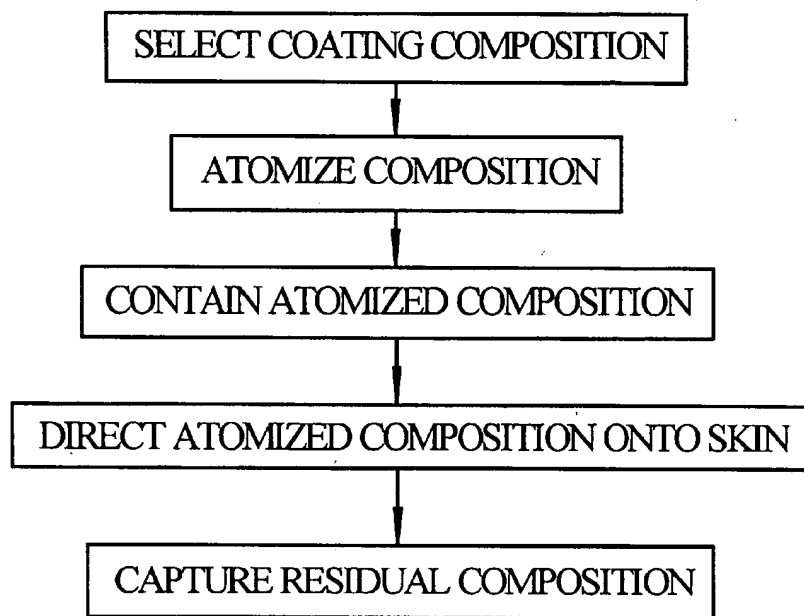 SELECT COATING COMPOSITION
ATOMIZE COMPOSITION
CONTAIN ATOMIZED COMPOSITION
DIRECT ATOMIZED COMPOSITION ONTO SKIN
CAPTURE RESIDUAL COMPOSITION